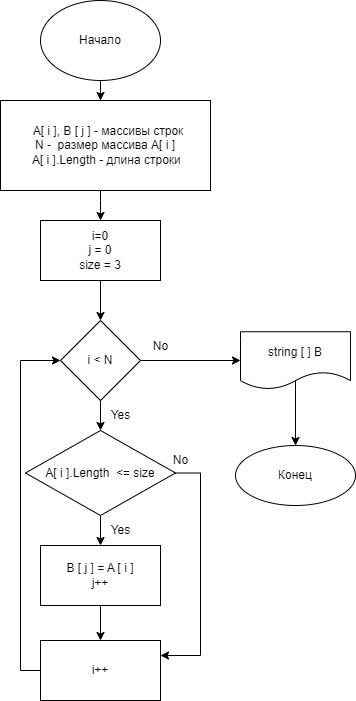 Начало
A[ i ], B [ j ] - массивы строк
N -  размер массива A[ i ]
A[ i ].Length - длина строки
i=0
j = 0
size = 3
i < N
No
string [ ] B
Yes
Конец
A[ i ].Length  <= size
No
Yes
B [ j ] = A [ i ]
j++
i++